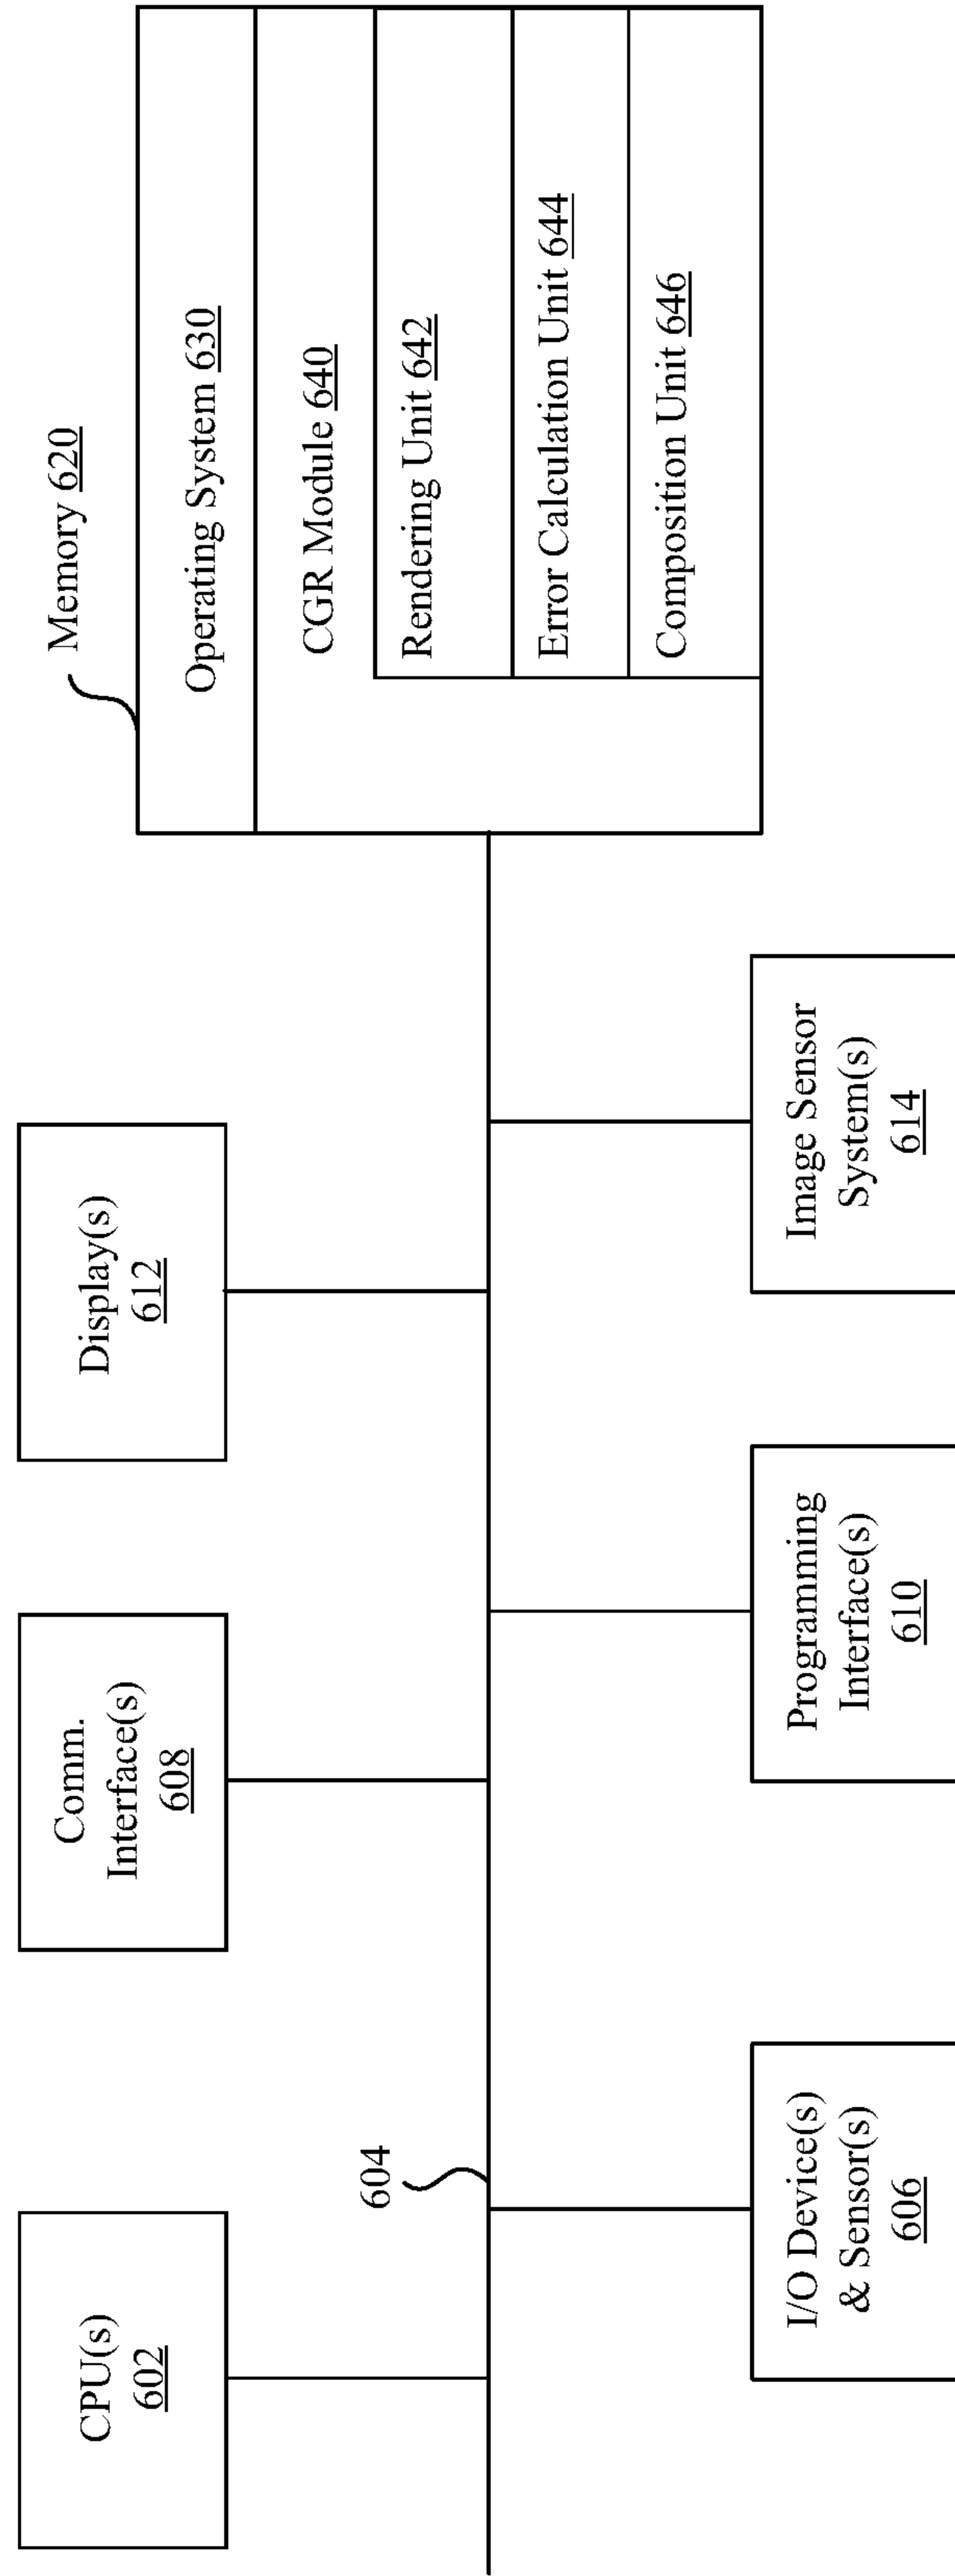 CPU(s)
602
Comm.
Interface(s)
608
Display(s)
612
Memory 620
Operating System 630
CGR Module 640
Rendering Unit 642
Error Calculation Unit 644
Composition Unit 646
604
I/O Device(s)
& Sensor(s)
606
Programming
Interface(s)
610
Image Sensor
System(s)
614